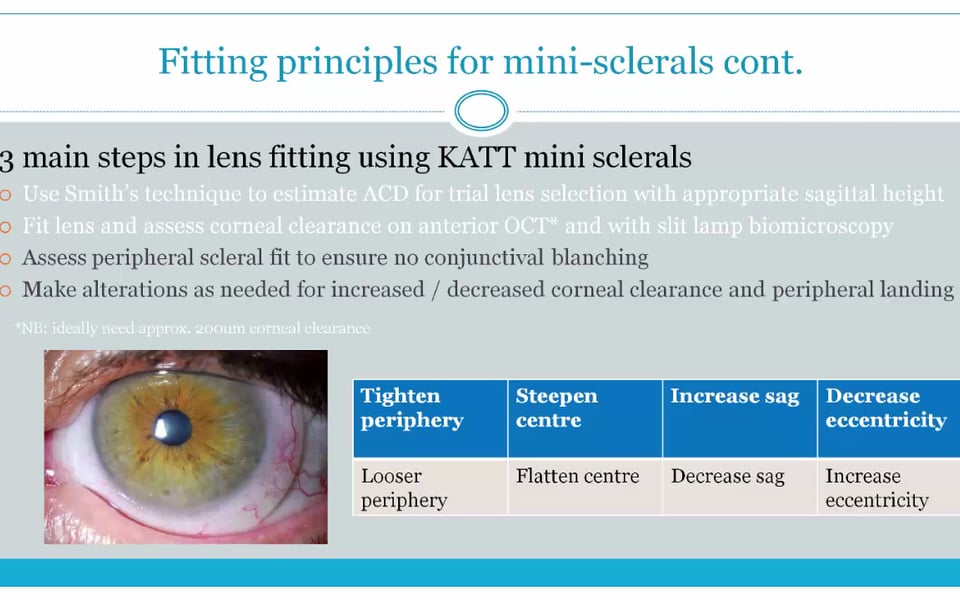 Fitting principles for mini-sclerals cont.
3 main steps in lens fitting using KATT mini sclerals
Use Smith's technique to estimate ACD for trial lens selection with appropriate sagittal height
Fit lens and assess corneal clearance on anterior OCT* and with slit lamp biomicroscopy
Assess peripheral scleral fit to ensure no conjunctival blanching
Make alterations as needed for increased / decreased corneal clearance and peripheral landing
*NB: ideally need approx. 200um corneal clearance
Tighten periphery
Steepen centre
Increase sag
Decrease eccentricity
Looser periphery
Flatten centre
Decrease sag
Increase eccentricity